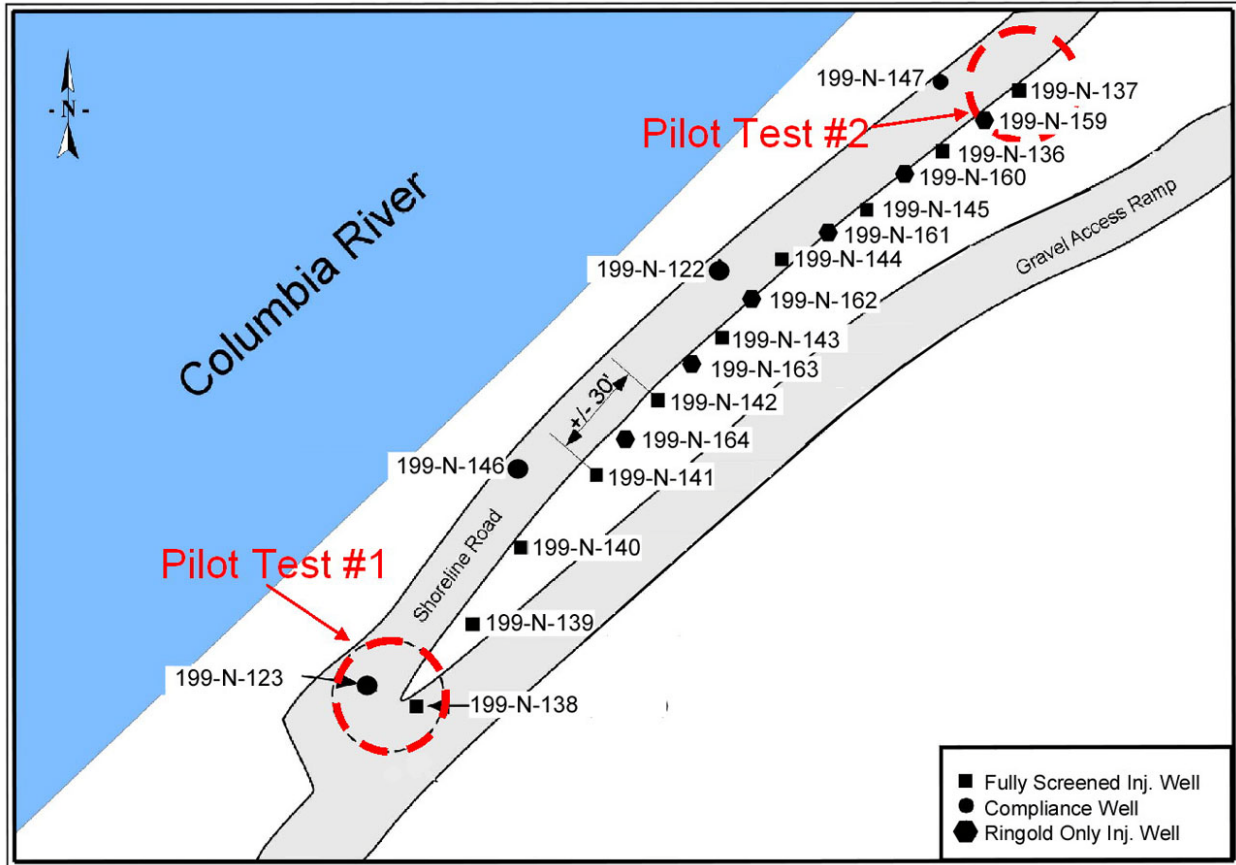 - N -
Columbia River
Pilot Test #2
199-N-147
199-N-137
199-N-159
199-N-136
199-N-160
199-N-145
199-N-161
199-N-144
199-N-122
199-N-162
199-N-143
199-N-163
199-N-142
+/- 30'
199-N-164
199-N-146
199-N-141
199-N-140
199-N-139
Gravel Access Ramp
Shoreline Road
Pilot Test #1
199-N-123
199-N-138
Fully Screened Inj. Well
Compliance Well
Ringold Only Inj. Well